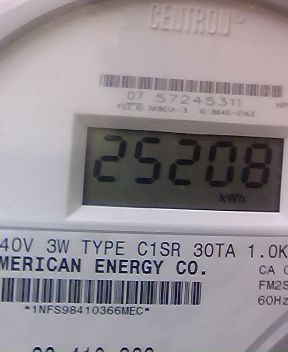 CENTRON®
07 57245311
25208
kWh
40V 3W TYPE C1SR 30TA 1.0K
MERICAN ENERGY CO.
CA
FM2S
60Hz
*1NFS98410366MEC*